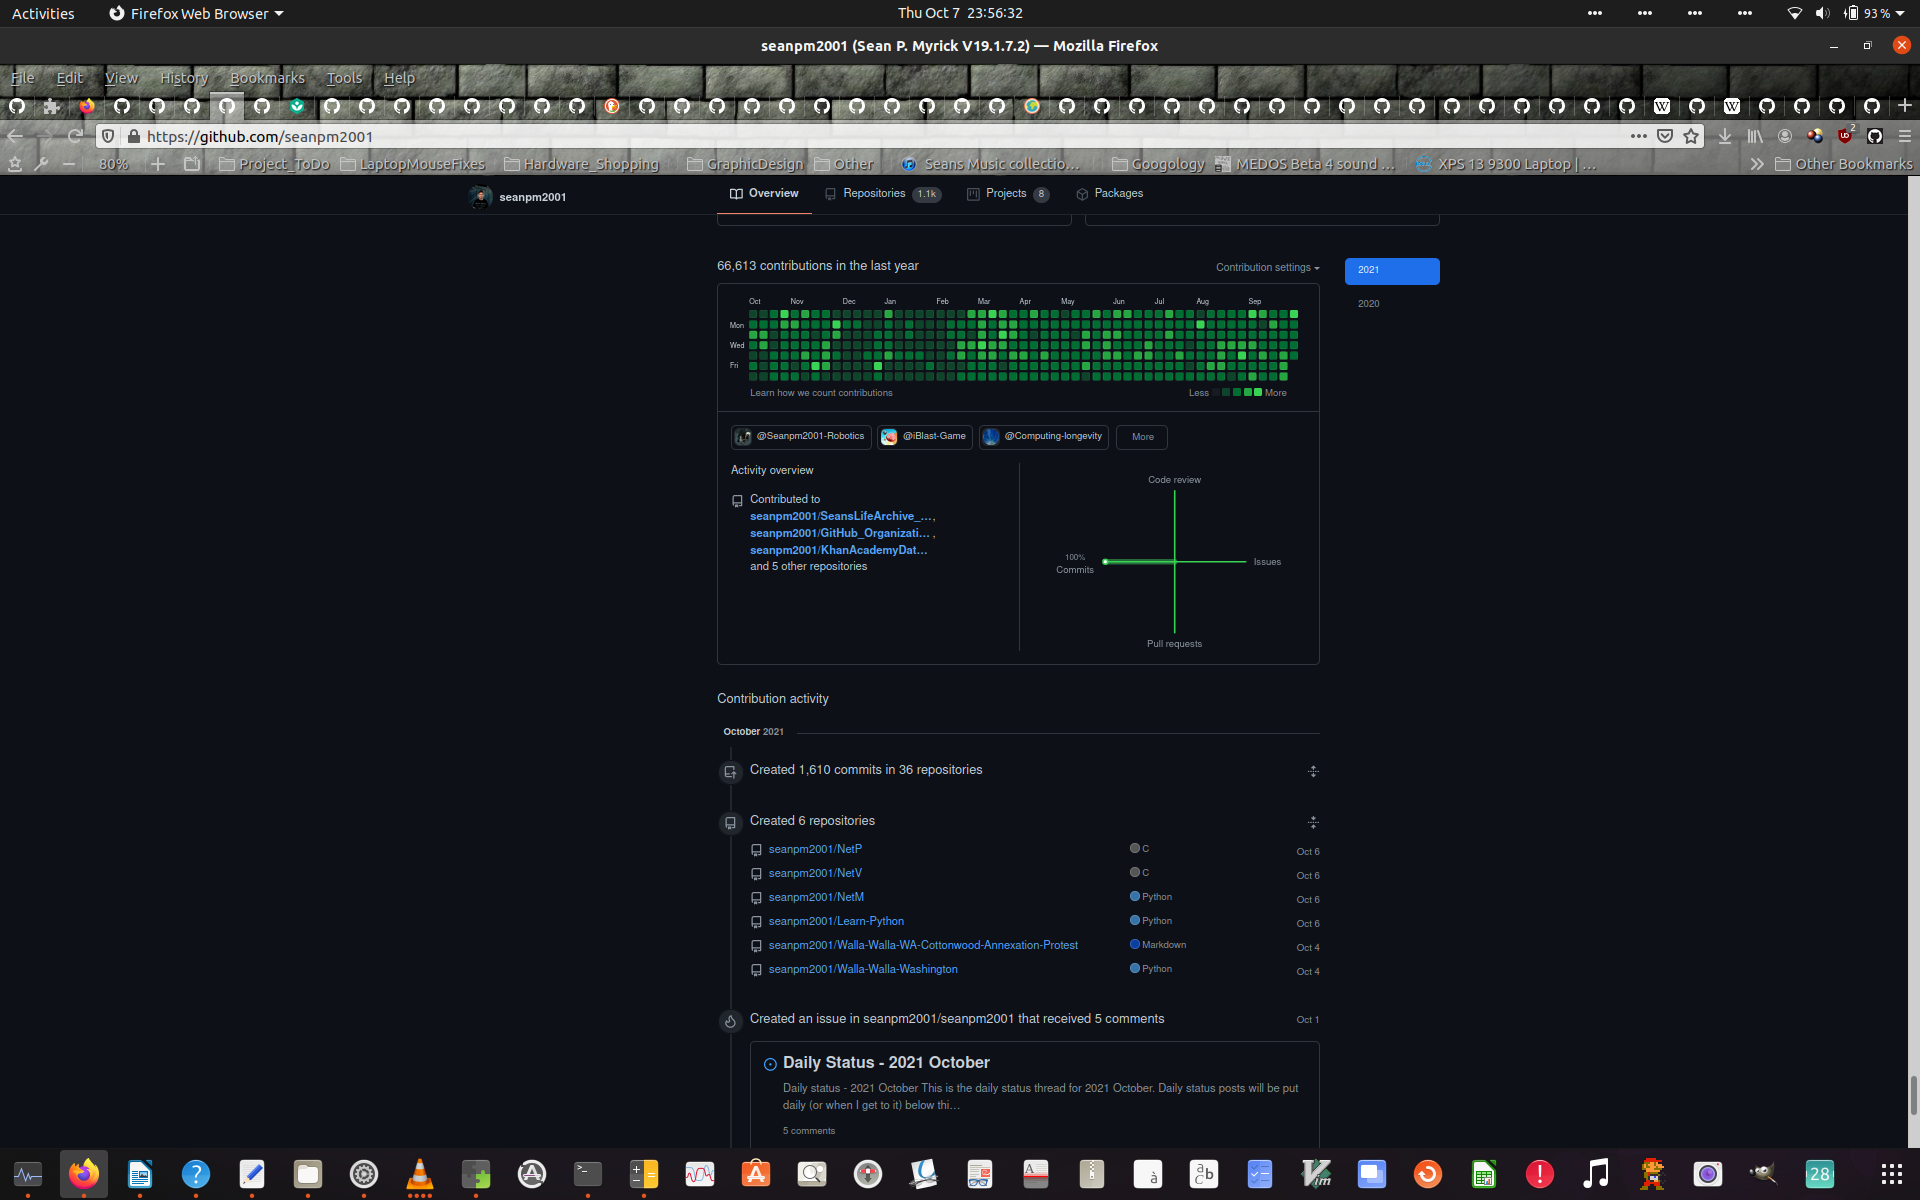 Activities Firefox Web Browser Thu Oct 7 23:56:32 93 %
seanpm2001 (Sean P. Myrick V19.1.7.2) — Mozilla Firefox
File Edit View History Bookmarks Tools Help
https://github.com/seanpm2001 2
80% Project_ToDo LaptopMouseFixes Hardware_Shopping GraphicDesign Other Seans Music collectio… Googology MEDOS Beta 4 sound … XPS 13 9300 Laptop | … Other Bookmarks
seanpm2001 Overview Repositories 1.1k Projects 8 Packages
66,613 contributions in the last year Contribution settings 2021
2020
Oct Nov Dec Jan Feb Mar Apr May Jun Jul Aug Sep
Mon
Wed
Fri
Learn how we count contributions Less More
@Seanpm2001-Robotics @iBlast-Game @Computing-longevity More
Activity overview
Contributed to
seanpm2001/SeansLifeArchive_… ,
seanpm2001/GitHub_Organizati… ,
seanpm2001/KhanAcademyDat…
and 5 other repositories
Code review
100%
Commits
Issues
Pull requests
Contribution activity
October 2021
Created 1,610 commits in 36 repositories
Created 6 repositories
seanpm2001/NetP C Oct 6
seanpm2001/NetV C Oct 6
seanpm2001/NetM Python Oct 6
seanpm2001/Learn-Python Python Oct 6
seanpm2001/Walla-Walla-WA-Cottonwood-Annexation-Protest Markdown Oct 4
seanpm2001/Walla-Walla-Washington Python Oct 4
Created an issue in seanpm2001/seanpm2001 that received 5 comments Oct 1
Daily Status - 2021 October
Daily status - 2021 October This is the daily status thread for 2021 October. Daily status posts will be put
daily (or when I get to it) below thi…
5 comments
28